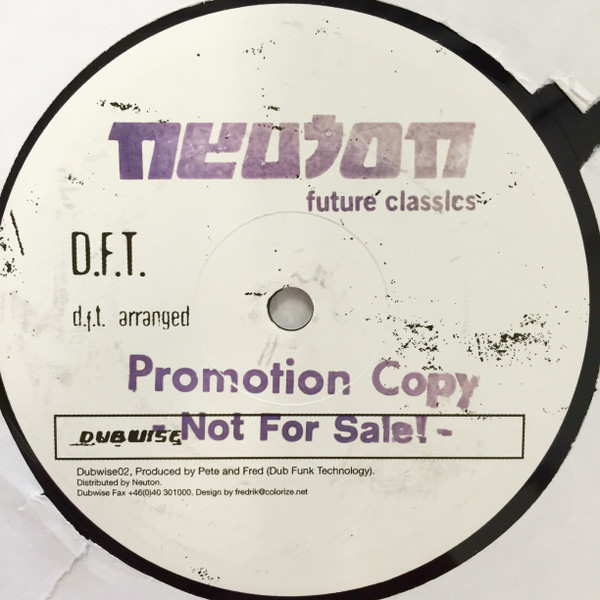 neuton
future classics
D.F.T.
d.f.t. arranged
Promotion Copy
- Not For Sale! -
DUBWISE
Dubwise02, Produced by Pete and Fred (Dub Funk Technology).
Distributed by Neuton.
Dubwise Fax +46(0)40 301000. Design by fredrik@colorize.net